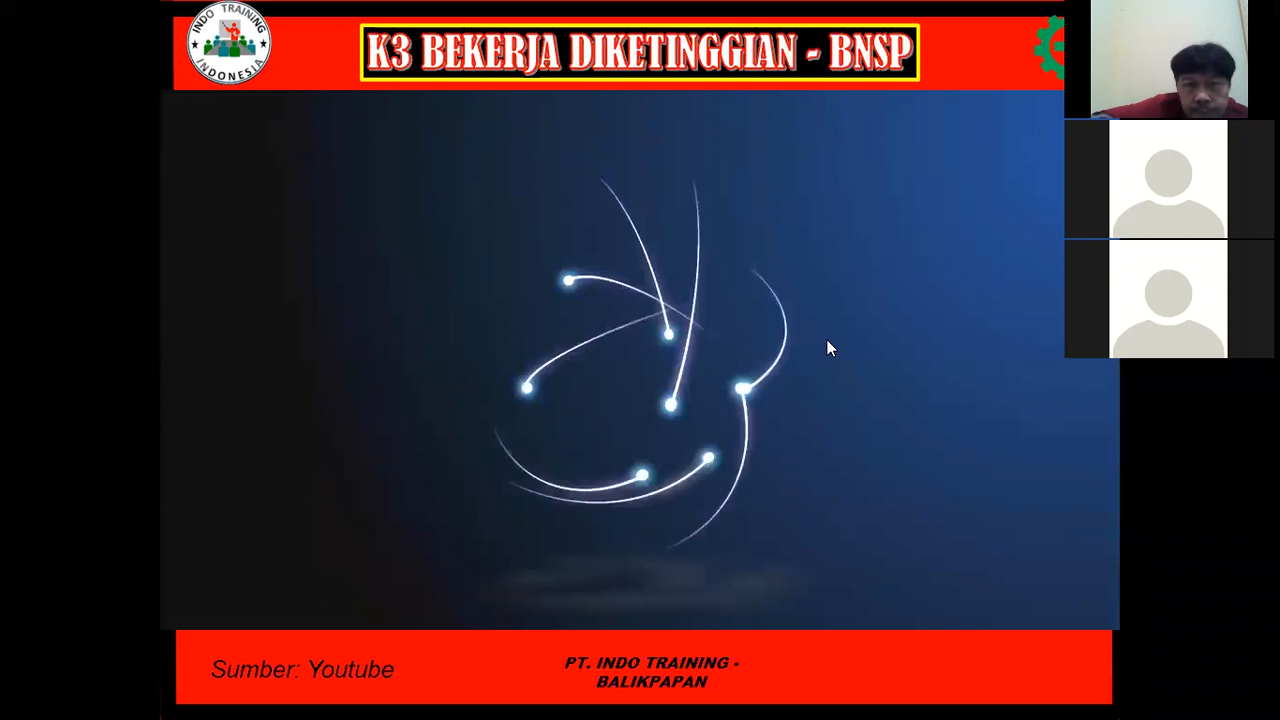 INDO TRAINING
INDONESIA
K3 BEKERJA DIKETINGGIAN - BNSP
Sumber: Youtube
PT. INDO TRAINING -
BALIKPAPAN